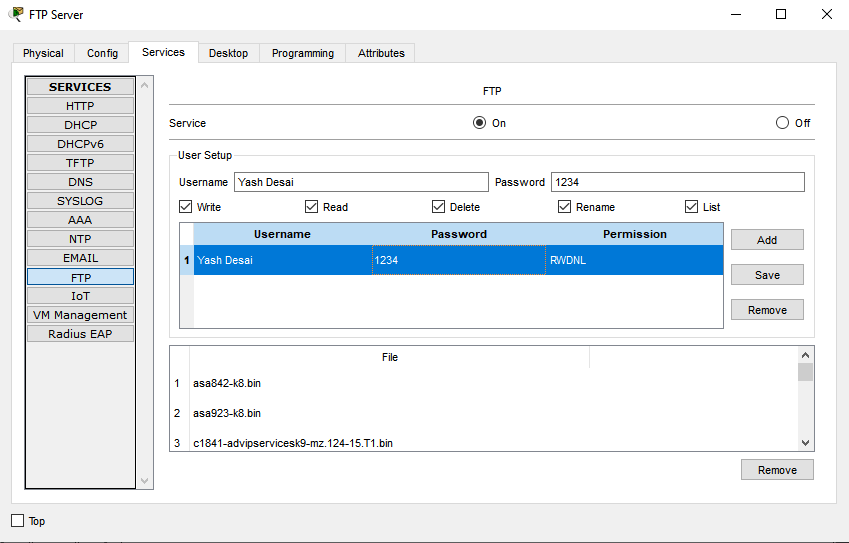 FTP Server
Physical Config Services Desktop Programming Attributes
SERVICES
HTTP
DHCP
DHCPv6
TFTP
DNS
SYSLOG
AAA
NTP
EMAIL
FTP
IoT
VM Management
Radius EAP
FTP
Service On Off
User Setup
Username Yash Desai Password 1234
Write Read Delete Rename List
Username Password Permission
1 Yash Desai 1234 RWDNL
Add
Save
Remove
File
1 asa842-k8.bin
2 asa923-k8.bin
3 c1841-advipservicesk9-mz.124-15.T1.bin
Remove
Top